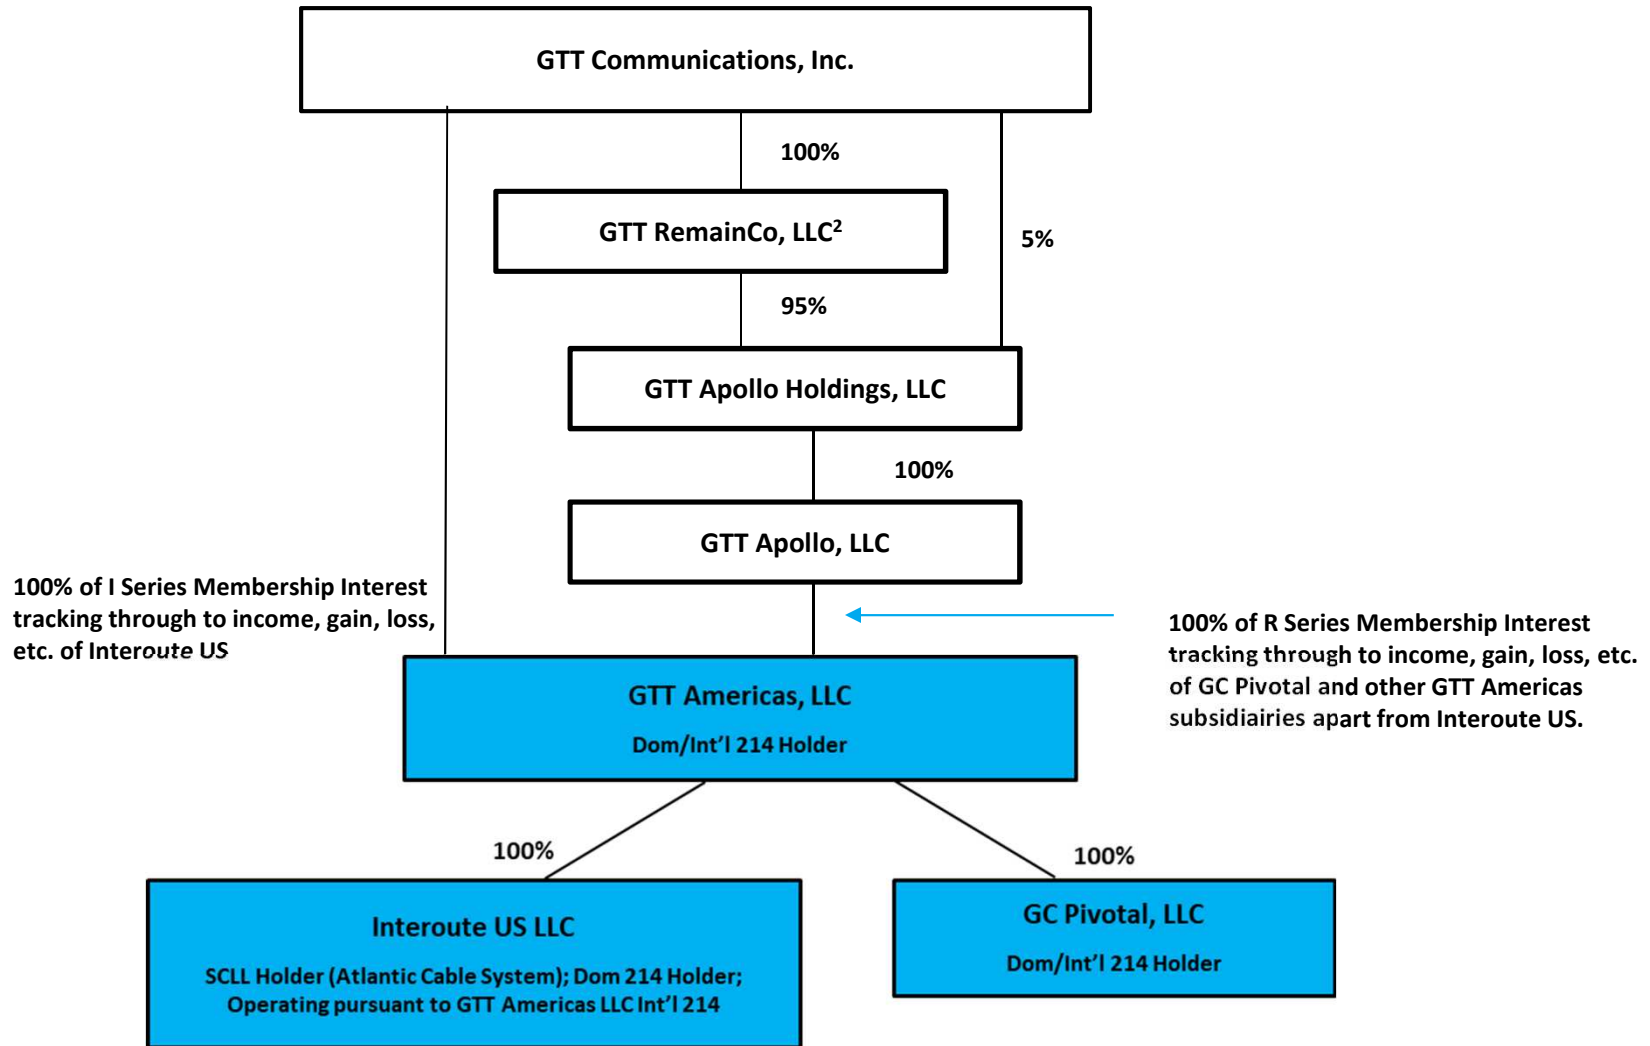 GTT Communications, Inc.
100%
GTT RemainCo, LLC²
5%
95%
GTT Apollo Holdings, LLC
100%
GTT Apollo, LLC
100% of I Series Membership Interest
tracking through to income, gain, loss,
etc. of Interoute US
100% of R Series Membership Interest
tracking through to income, gain, loss, etc.
of GC Pivotal and other GTT Americas
subsidiairies apart from Interoute US.
GTT Americas, LLC
Dom/Int'l 214 Holder
100%
100%
Interoute US LLC
SCLL Holder (Atlantic Cable System); Dom 214 Holder;
Operating pursuant to GTT Americas LLC Int'l 214
GC Pivotal, LLC
Dom/Int'l 214 Holder